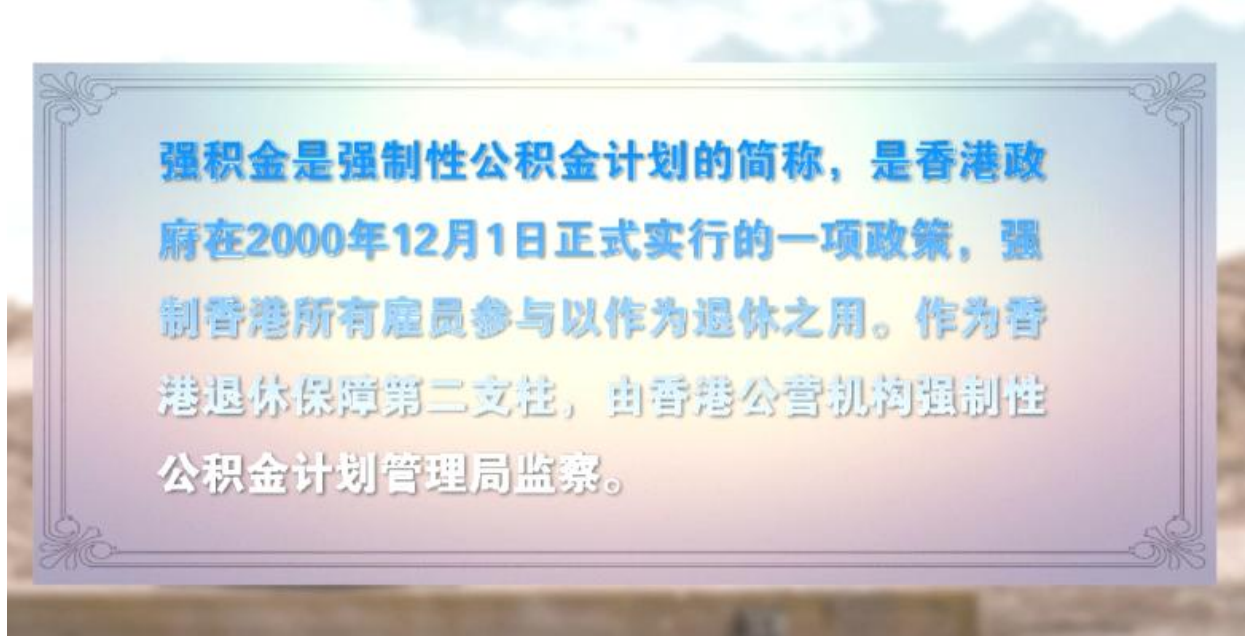 强积金是强制性公积金计划的简称，是香港政
府在2000年12月1日正式实行的一项政策，强
制香港所有雇员参与以作为退休之用。作为香
港退休保障第二支柱，由香港公营机构强制性
公积金计划管理局监察。